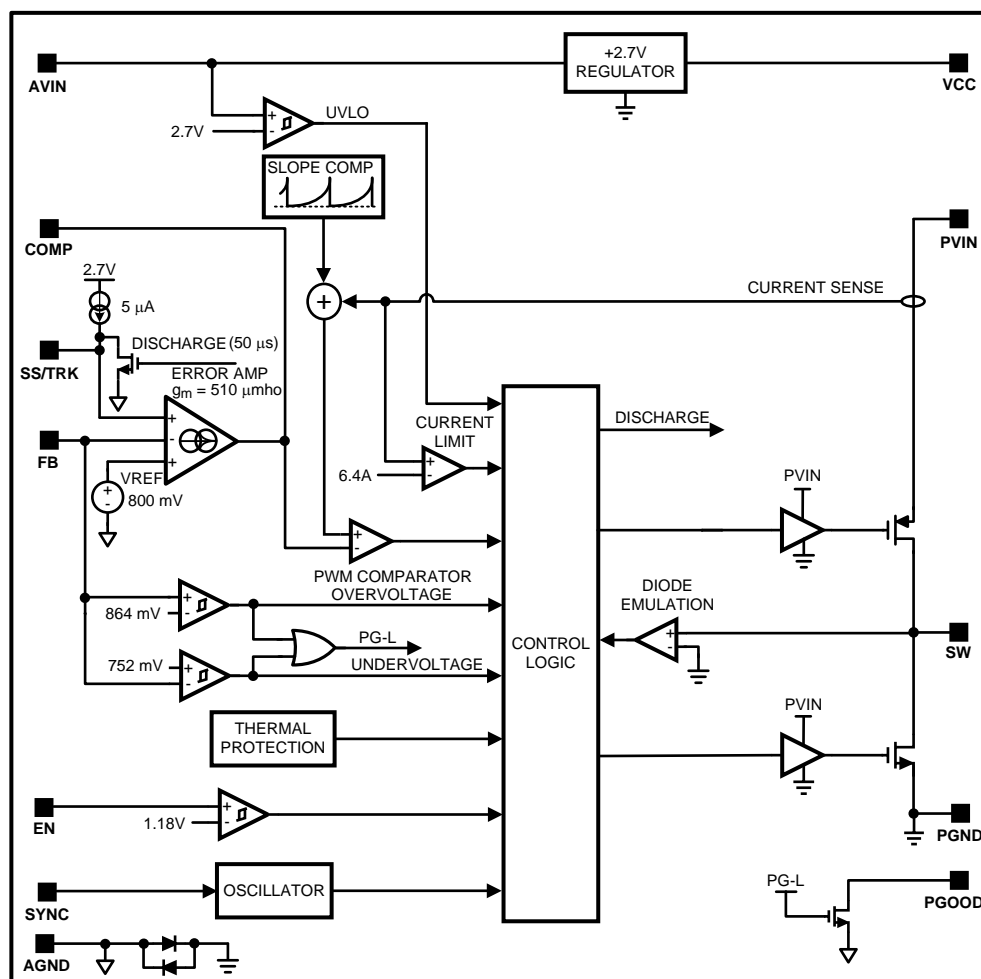 AVIN
+2.7V
REGULATOR
VCC
UVLO
+
-
2.7V
SLOPE COMP
COMP
PVIN
2.7V
5 µA
+
CURRENT SENSE
DISCHARGE (50 µs)
SS/TRK
ERROR AMP
gm = 510 µmho
+
-
+
FB
VREF
+
-
800 mV
CURRENT
LIMIT
+
-
6.4A
DISCHARGE
PVIN
+
-
PWM COMPARATOR
OVERVOLTAGE
+
-
864 mV
PG-L
DIODE
EMULATION
+
-
CONTROL
LOGIC
SW
752 mV
+
-
UNDERVOLTAGE
THERMAL
PROTECTION
PVIN
EN
+
-
1.18V
PGND
SYNC
OSCILLATOR
PG-L
PGOOD
AGND